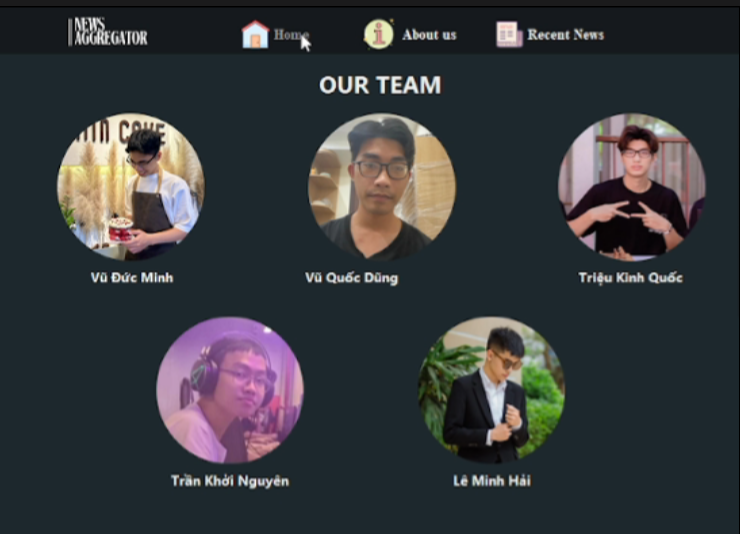 NEWS
AGGREGATOR
Home
About us
Recent News
OUR TEAM
Vũ Đức Minh
Vũ Quốc Dũng
Triệu Kinh Quốc
Trần Khởi Nguyên
Lê Minh Hải